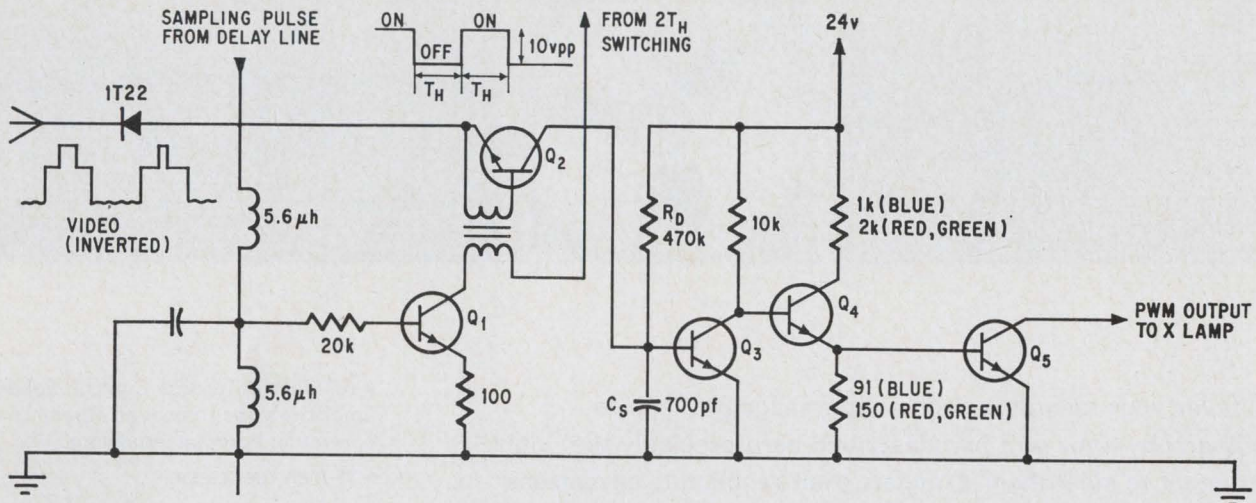 SAMPLING PULSE
FROM DELAY LINE
ON
ON
OFF
10vpp
T_H
T_H
FROM 2T_H
SWITCHING
24v
1T22
Q2
5.6μh
VIDEO
(INVERTED)
R_D
470k
10k
1k(BLUE)
2k(RED,GREEN)
Q1
20k
Q4
PWM OUTPUT
TO X LAMP
Q3
Q5
5.6μh
100
C_S
700pf
91(BLUE)
150(RED,GREEN)